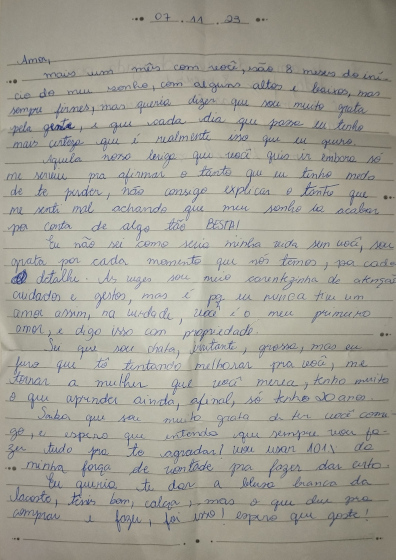 07 11 23
Amor,
mais um mês com você, são 8 meses do iní-
cio do meu sonho, com alguns altos e baixos, mas
sempre firmes, mas queria dizer que sou muito grata
pela gente, e que cada dia que passa eu tenho
mais certeza que é realmente isso que eu quero.
Aquela nossa briga que você quis ir embora só
me serviu pra afirmar o tanto que eu tenho medo
de te perder, não consigo explicar o tanto que
me senti mal achando que meu sonho ia acabar
por conta de algo tão BESTA!
Eu não sei como seria minha vida sem você, sou
grata por cada momento que nós temos, por cada
detalhe. As vezes sou meio carentezinha de atenção
cuidados e gestos, mas é pq eu nunca tive um
amor assim, na verdade, você é o meu primeiro
amor, e digo isso com propriedade.
Sei que sou chata, irritante, grossa, mas eu
juro que tô tentando melhorar pra você, me
tornar a mulher que você merece, tenho muito
o que aprender ainda, afinal, só tenho 20 anos.
Saiba que sou muito grata de ter você comi-
go, e espero que entenda que sempre vou fa-
zer tudo pra te agradar! vou usar 101% da
minha força de vontade pra fazer dar certo.
Eu queria te dar a blusa branca da
lacoste, tênis bom, calça, mas o que deu pra
comprar e fazer, foi isso! espero que goste!